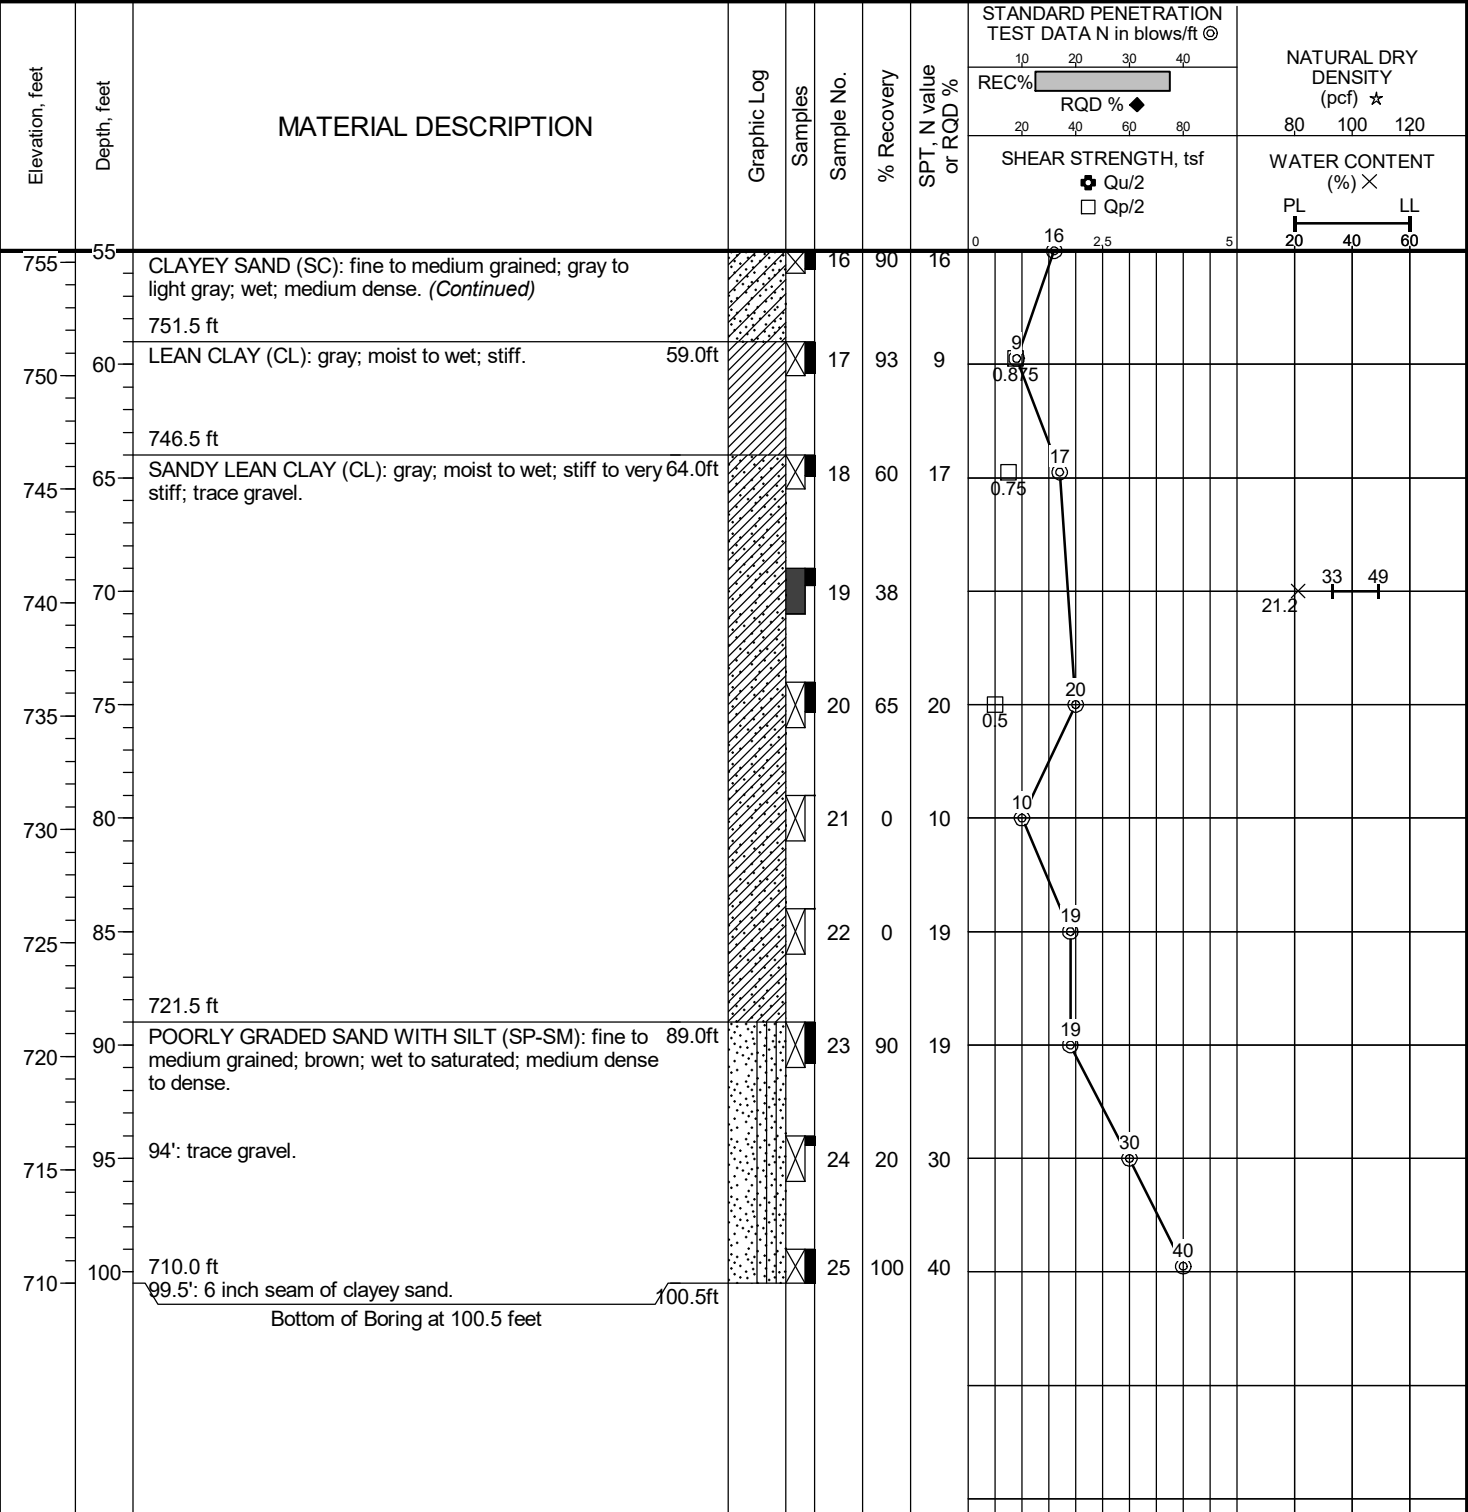 Elevation, feet
Depth, feet
MATERIAL DESCRIPTION
Graphic Log
Samples
Sample No.
% Recovery
SPT, N value
or RQD %
STANDARD PENETRATION
TEST DATA N in blows/ft
10 20 30 40
REC%
RQD %
20 40 60 80
SHEAR STRENGTH, tsf
Qu/2
Qp/2
0 2.5 5
NATURAL DRY
DENSITY
(pcf) ☆
80 100 120
WATER CONTENT
(%) ×
PL LL
20 40 60
755 55 CLAYEY SAND (SC): fine to medium grained; gray to 16 90 16 16
light gray; wet; medium dense. (Continued)
751.5 ft
LEAN CLAY (CL): gray; moist to wet; stiff. 59.0ft
750 60 17 93 9 9
0.875
746.5 ft
SANDY LEAN CLAY (CL): gray; moist to wet; stiff to very 64.0ft
stiff; trace gravel.
745 65 18 60 17 17
0.75
740 70 19 38 33 49
21.2
735 75 20 65 20 20
0.5
730 80 21 0 10 10
725 85 22 0 19 19
721.5 ft
POORLY GRADED SAND WITH SILT (SP-SM): fine to 89.0ft
medium grained; brown; wet to saturated; medium dense
to dense.
720 90 23 90 19 19
94': trace gravel.
715 95 24 20 30 30
710.0 ft
710 100 25 100 40 40
99.5': 6 inch seam of clayey sand. 100.5ft
Bottom of Boring at 100.5 feet